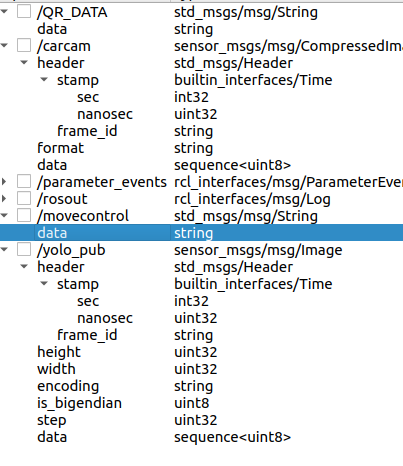 /QR_DATA std_msgs/msg/String
data string
/carcam sensor_msgs/msg/CompressedIma
header std_msgs/Header
stamp builtin_interfaces/Time
sec int32
nanosec uint32
frame_id string
format string
data sequence<uint8>
/parameter_events rcl_interfaces/msg/ParameterEve
/rosout rcl_interfaces/msg/Log
/movecontrol std_msgs/msg/String
data string
/yolo_pub sensor_msgs/msg/Image
header std_msgs/Header
stamp builtin_interfaces/Time
sec int32
nanosec uint32
frame_id string
height uint32
width uint32
encoding string
is_bigendian uint8
step uint32
data sequence<uint8>